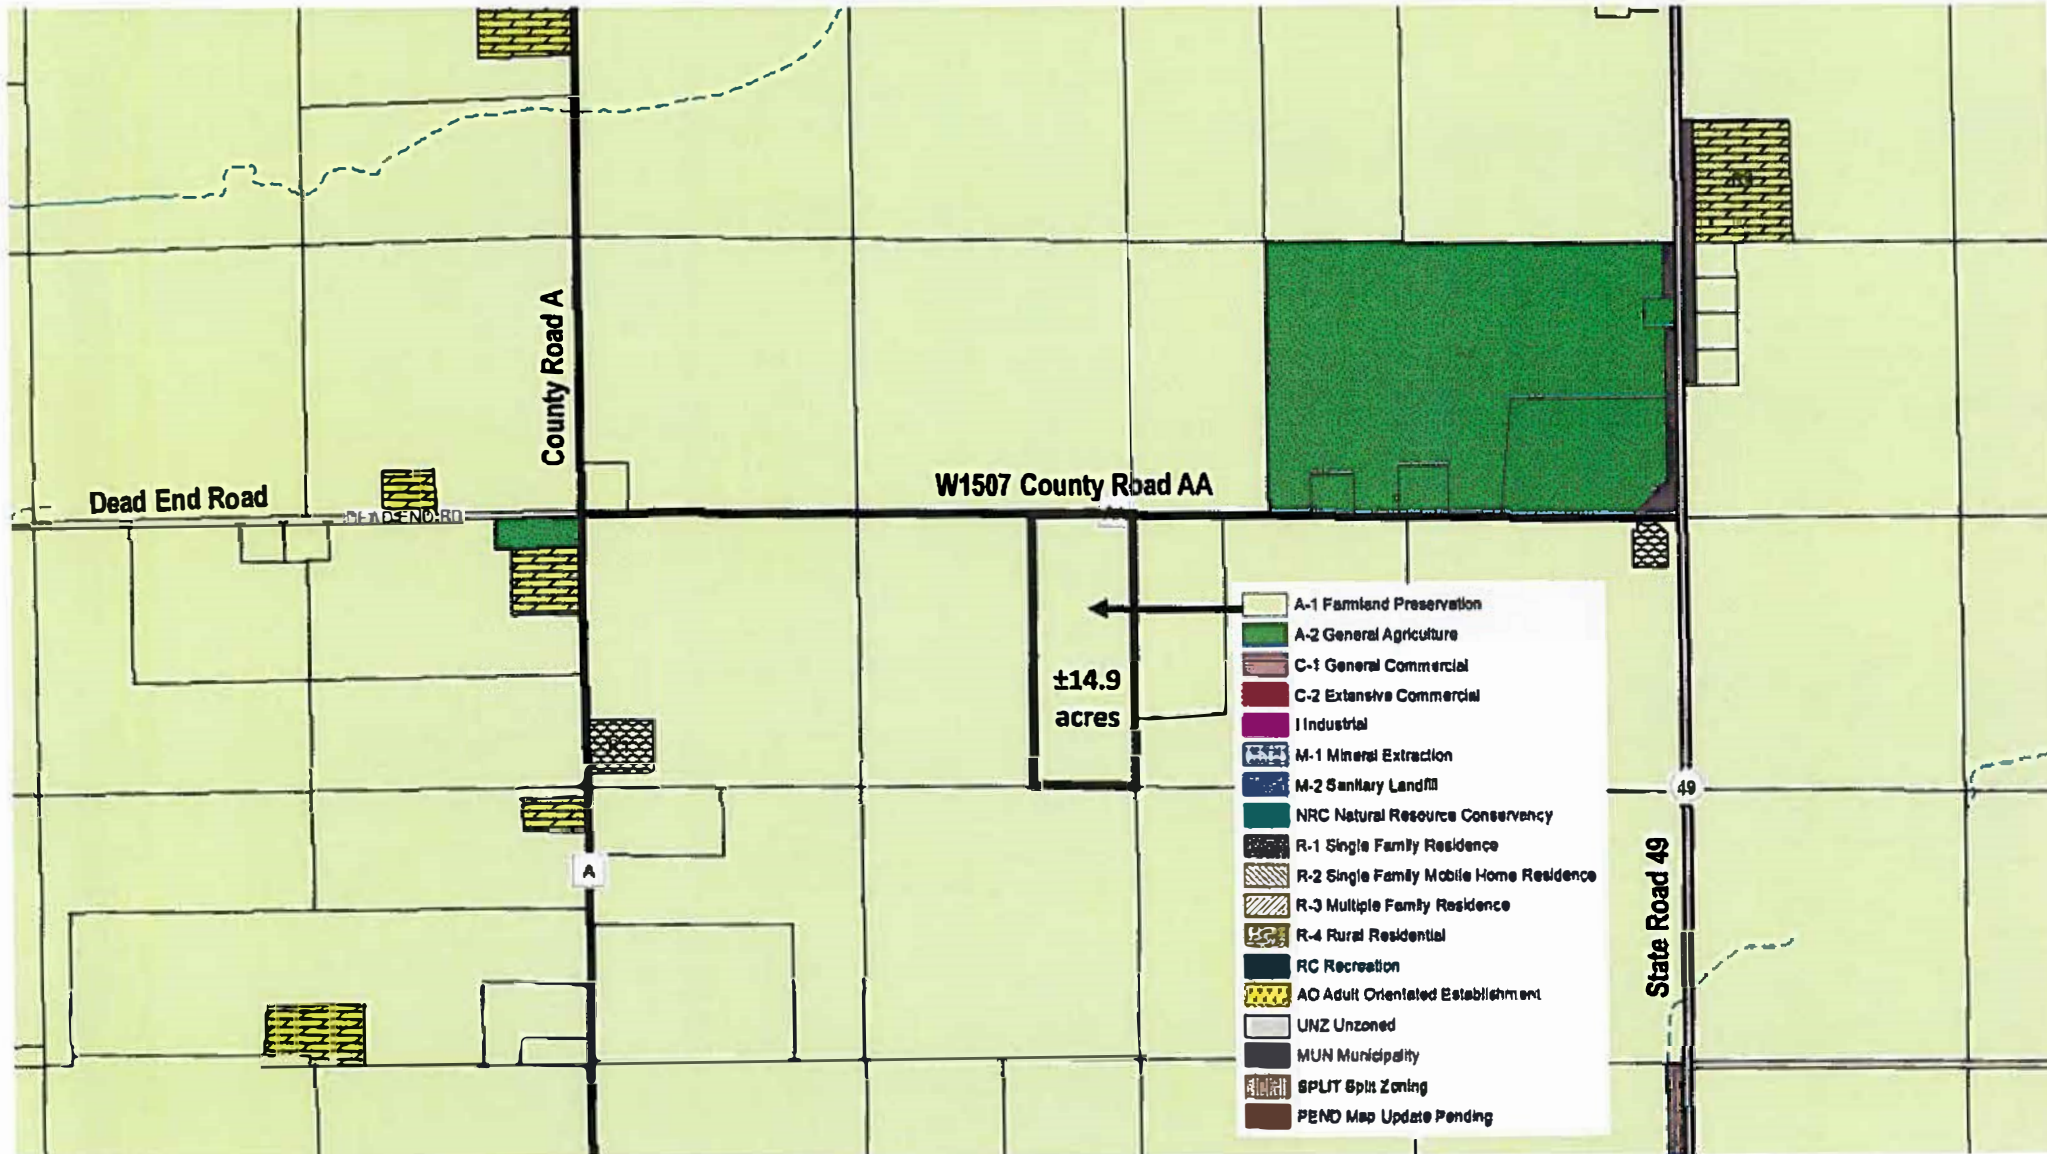 County Road A
Dead End Road
DEAD END RD
W1507 County Road AA
±14.9
acres
A
49
State Road 49
A-1 Farmland Preservation
A-2 General Agriculture
C-1 General Commercial
C-2 Extensive Commercial
I Industrial
M-1 Mineral Extraction
M-2 Sanitary Landfill
NRC Natural Resource Conservancy
R-1 Single Family Residence
R-2 Single Family Mobile Home Residence
R-3 Multiple Family Residence
R-4 Rural Residential
RC Recreation
AO Adult Orientated Establishment
UNZ Unzoned
MUN Municipality
SPLIT Split Zoning
PEND Map Update Pending